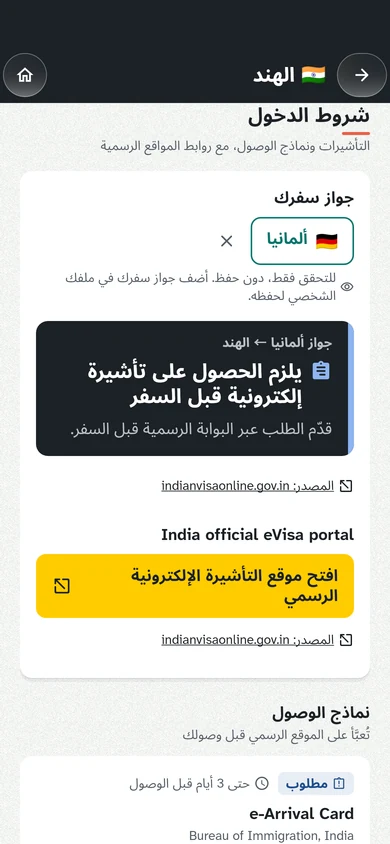 الهند
شروط الدخول
التأشيرات ونماذج الوصول، مع روابط المواقع الرسمية
جواز سفرك
ألمانيا
للتحقق فقط، دون حفظ. أضف جواز سفرك في ملفك
الشخصي لحفظه.
جواز ألمانيا ← الهند
يلزم الحصول على تأشيرة
إلكترونية قبل السفر
قدّم الطلب عبر البوابة الرسمية قبل السفر.
المصدر: indianvisaonline.gov.in
India official eVisa portal
افتح موقع التأشيرة الإلكترونية
الرسمي
المصدر: indianvisaonline.gov.in
نماذج الوصول
تُعبَّأ على الموقع الرسمي قبل وصولك
مطلوب حتى 3 أيام قبل الوصول
e-Arrival Card
Bureau of Immigration, India